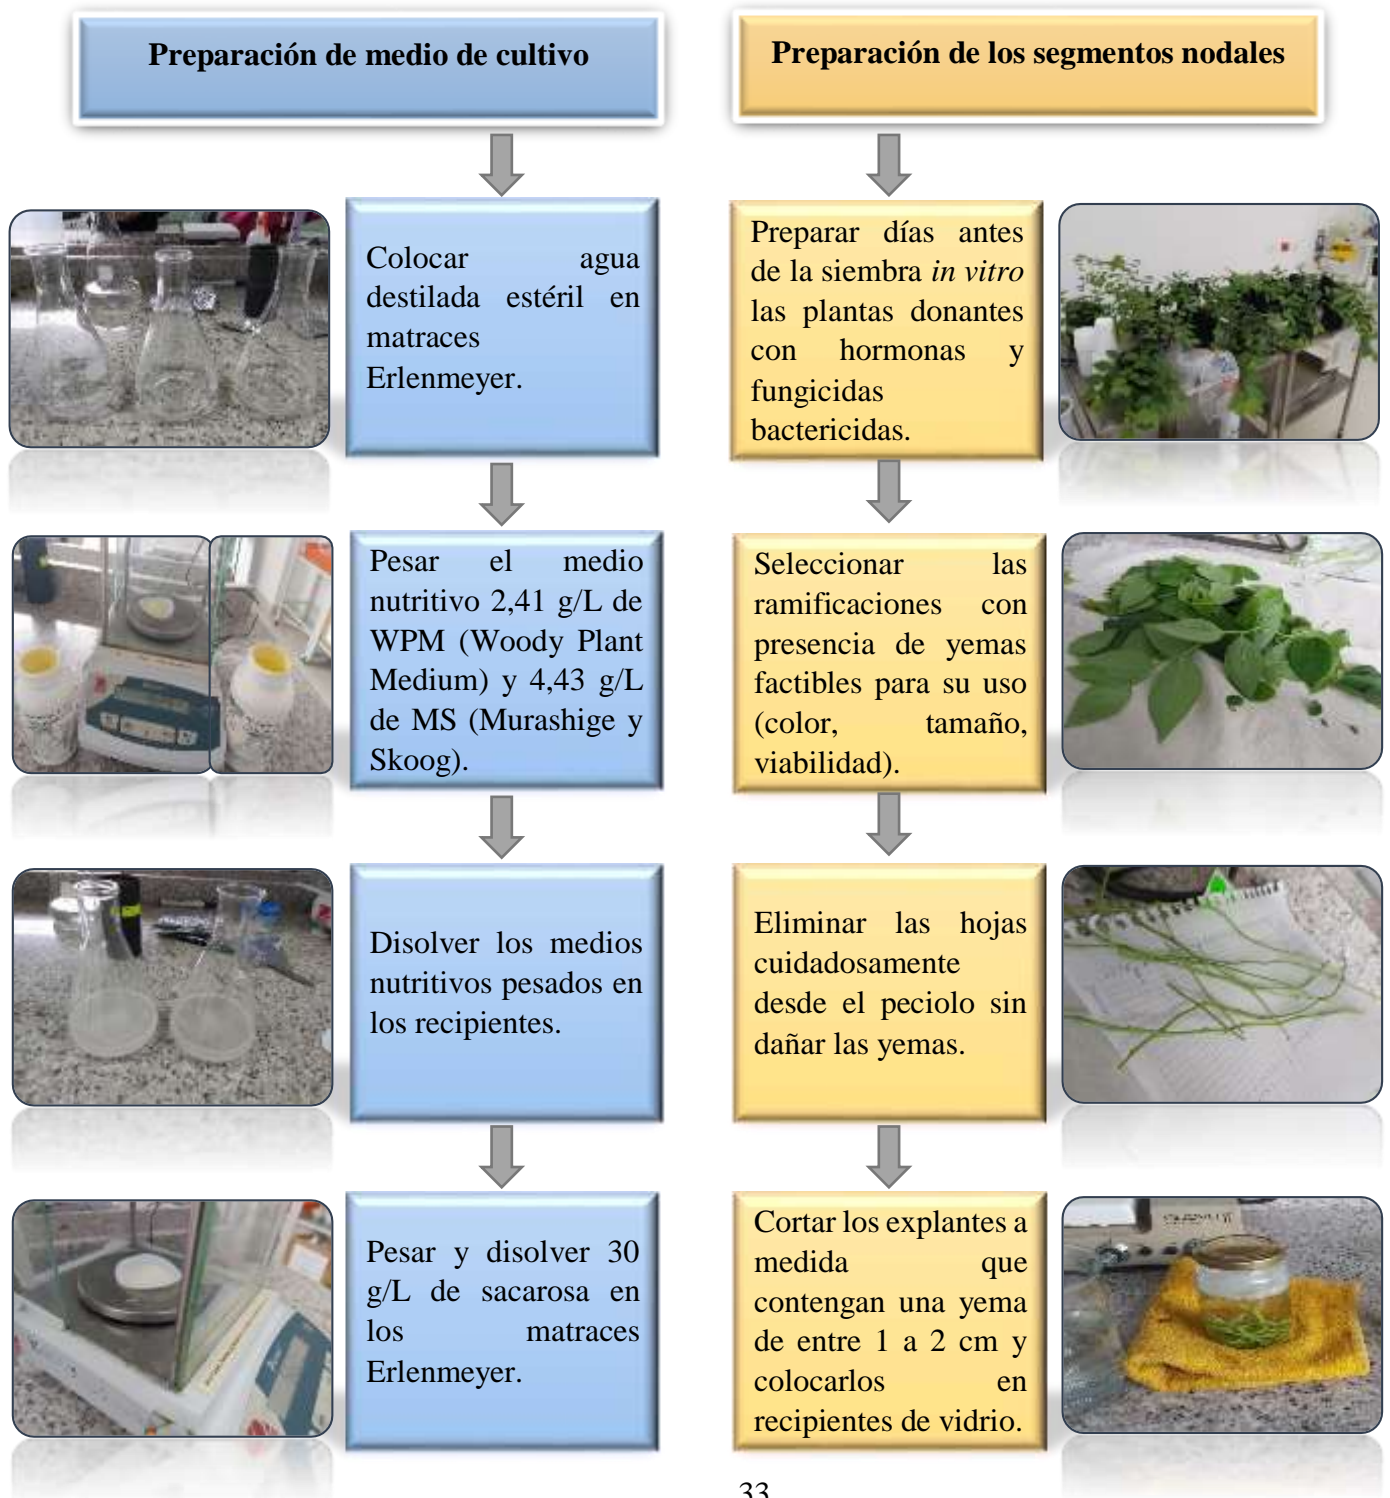 Preparación de medio de cultivo
Colocar agua
destilada estéril en
matraces
Erlenmeyer.
Pesar el medio
nutritivo 2,41 g/L de
WPM (Woody Plant
Medium) y 4,43 g/L
de MS (Murashige y
Skoog).
Disolver los medios
nutritivos pesados en
los recipientes.
Pesar y disolver 30
g/L de sacarosa en
los matraces
Erlenmeyer.
Preparación de los segmentos nodales
Preparar días antes
de la siembra in vitro
las plantas donantes
con hormonas y
fungicidas
bactericidas.
Seleccionar las
ramificaciones con
presencia de yemas
factibles para su uso
(color, tamaño,
viabilidad).
Eliminar las hojas
cuidadosamente
desde el peciolo sin
dañar las yemas.
Cortar los explantes a
medida que
contengan una yema
de entre 1 a 2 cm y
colocarlos en
recipientes de vidrio.
33